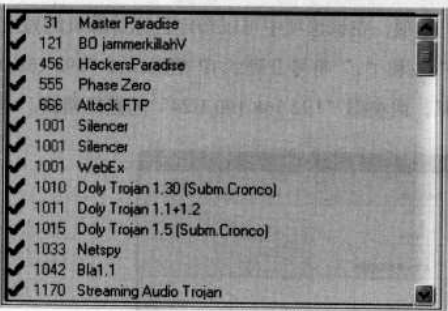 31 Master Paradise
121 BO jammerkillahV
456 HackersParadise
555 Phase Zero
666 Attack FTP
1001 Silencer
1001 Silencer
1001 WebEx
1010 Doly Trojan 1.30 (Subm.Cronco)
1011 Doly Trojan 1.1+1.2
1015 Doly Trojan 1.5 (Subm.Cronco)
1033 Netspy
1042 Bla1.1
1170 Streaming Audio Trojan